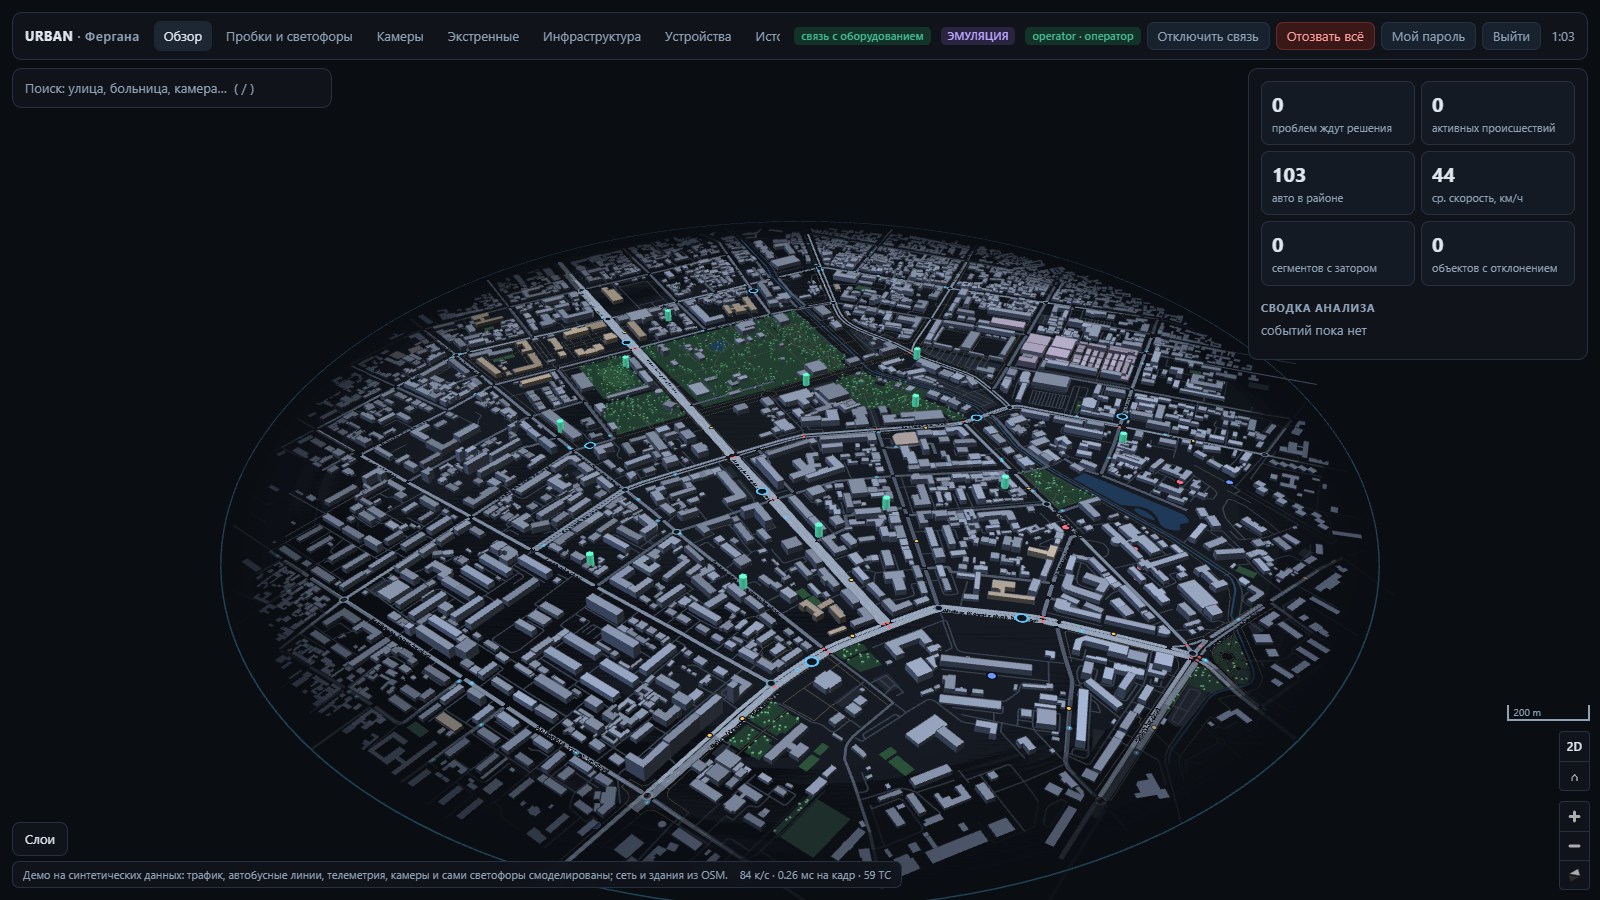 URBAN · Фергана Обзор Пробки и светофоры Камеры Экстренные Инфраструктура Устройства Истс связь с оборудованием ЭМУЛЯЦИЯ operator · оператор Отключить связь Отозвать всё Мой пароль Выйти 1:03
Поиск: улица, больница, камера... ( / )
0
проблем ждут решения
0
активных происшествий
103
авто в районе
44
ср. скорость, км/ч
0
сегментов с затором
0
объектов с отклонением
СВОДКА АНАЛИЗА
событий пока нет
200 m
2D
Слои
Демо на синтетических данных: трафик, автобусные линии, телеметрия, камеры и сами светофоры смоделированы; сеть и здания из OSM. 84 к/с · 0.26 мс на кадр · 59 ТС